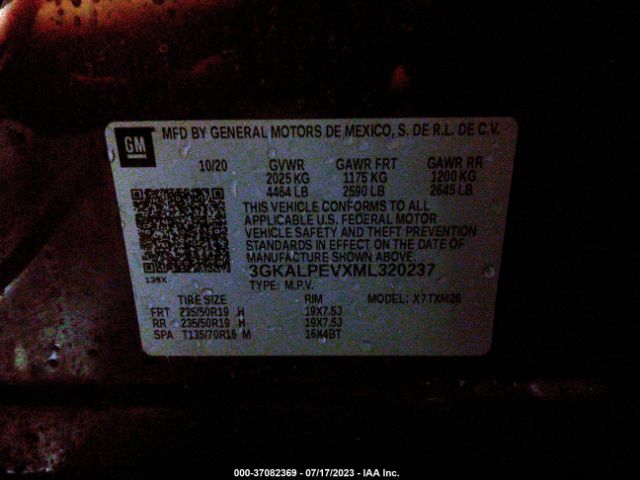 GM
MFD BY GENERAL MOTORS DE MEXICO, S. DE R.L. DE C.V.
10/20 GVWR GAWR FRT GAWR RR
2025 KG 1175 KG 1200 KG
4464 LB 2590 LB 2645 LB
THIS VEHICLE CONFORMS TO ALL
APPLICABLE U.S. FEDERAL MOTOR
VEHICLE SAFETY AND THEFT PREVENTION
STANDARDS IN EFFECT ON THE DATE OF
MANUFACTURE SHOWN ABOVE.
3GKALPEVXML320237
TYPE: M.P.V.
TIRE SIZE RIM MODEL: X7TXM26
FRT 235/50R19 H 19X7.5J
RR 235/50R19 H 19X7.5J
SPA T135/70R16 M 16X4BT
000-37082369 - 07/17/2023 - IAA Inc.